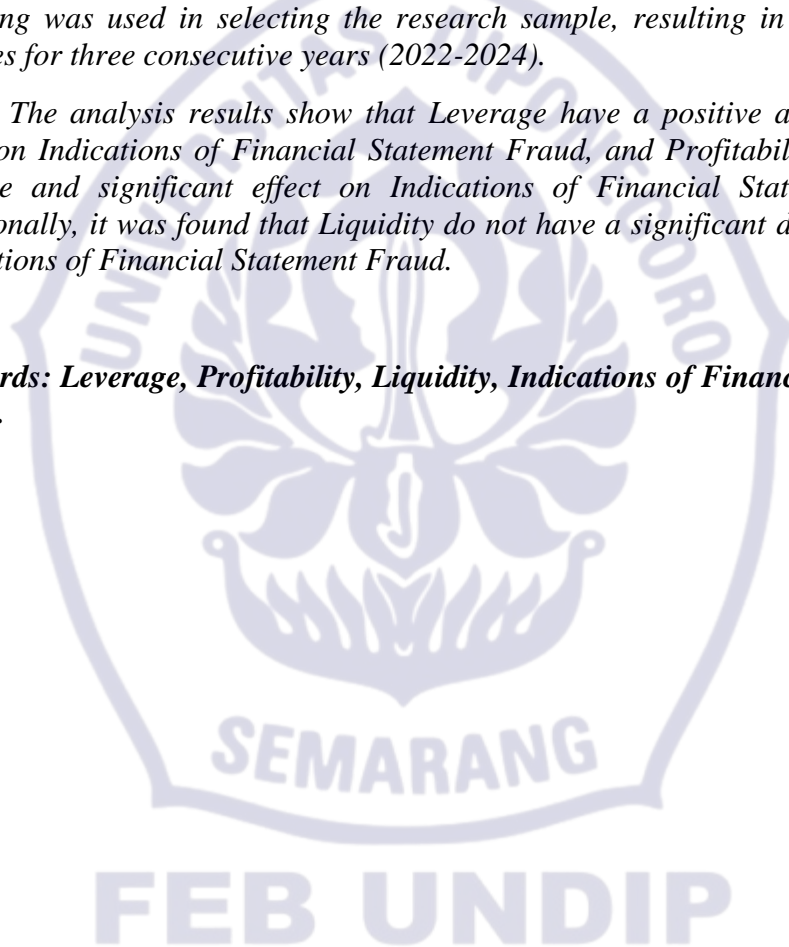 ng was used in selecting the research sample, resulting in
es for three consecutive years (2022-2024).
The analysis results show that Leverage have a positive a
on Indications of Financial Statement Fraud, and Profitabil
e and significant effect on Indications of Financial Stat
onally, it was found that Liquidity do not have a significant d
tions of Financial Statement Fraud.
rds: Leverage, Profitability, Liquidity, Indications of Financ
.
UNIVERSITAS DIPONEGORO
SEMARANG
FEB UNDIP